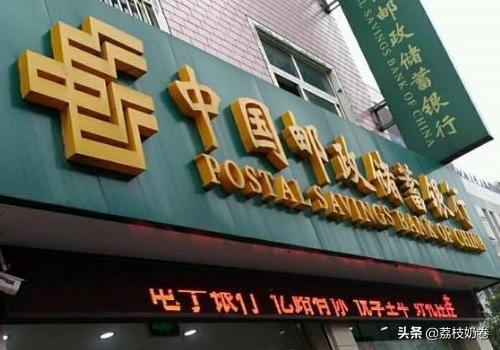 中国邮政储蓄银行
POSTAL SAVINGS BANK OF CHINA
邮政储蓄银行
SAVINGS BANK OF CHINA
头条 @荔枝奶卷